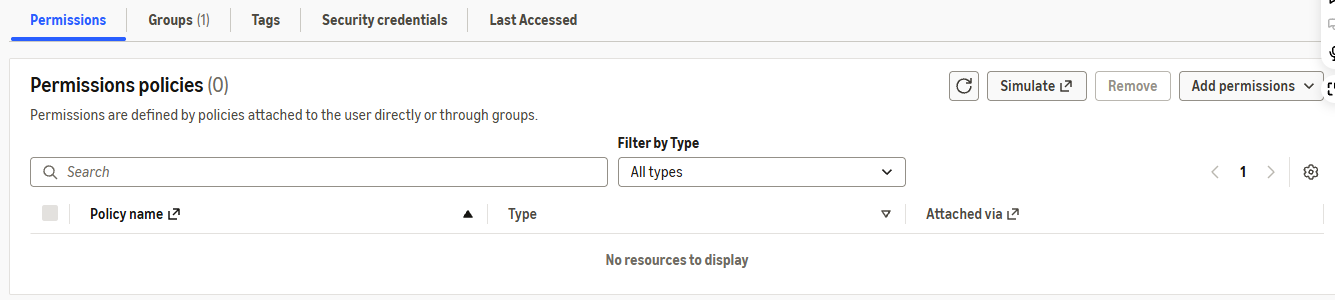 Permissions Groups (1) Tags Security credentials Last Accessed
Permissions policies (0) Simulate Remove Add permissions
Permissions are defined by policies attached to the user directly or through groups.
Filter by Type
Search All types 1
Policy name Type Attached via
No resources to display